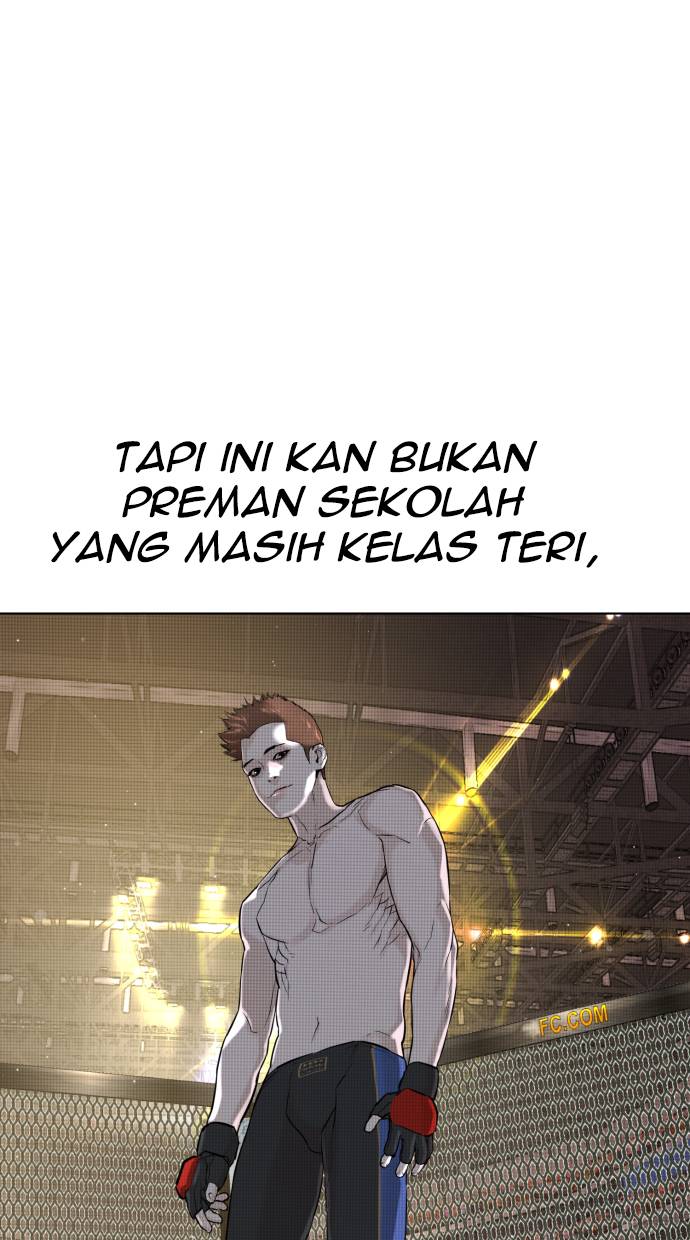 TAPI INI KAN BUKAN
PREMAN SEKOLAH
YANG MASIH KELAS TERI,
FC.COM